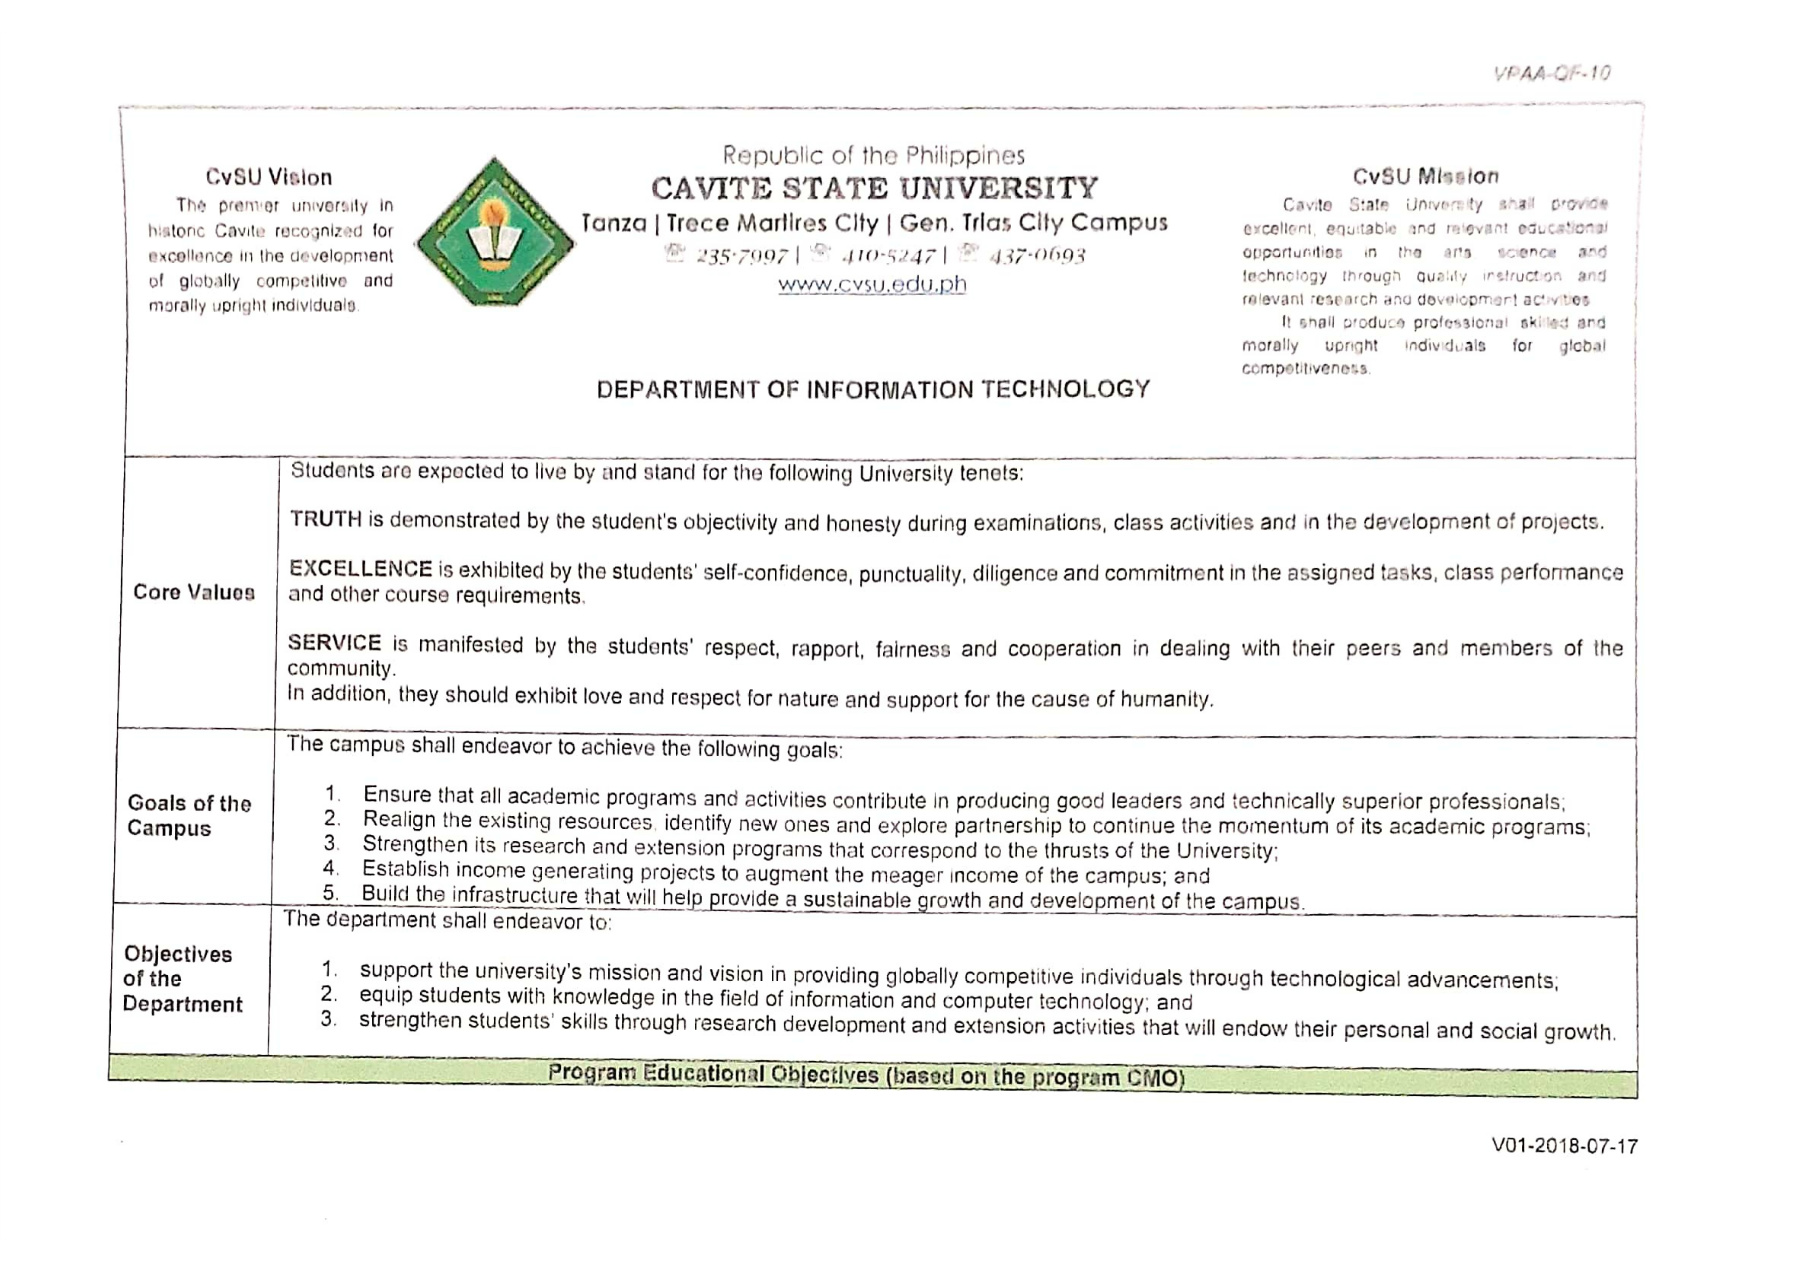 VPAA-QF-10
CvSU Vision
The premier university in
historic Cavite recognized for
excellence in the development
of globally competitive and
morally upright individuals.
Republic of the Philippines
CAVITE STATE UNIVERSITY
Tanza | Trece Martires City | Gen. Trias City Campus
☏ 235-7997 | ☏ 410-5247 | ☏ 437-0693
www.cvsu.edu.ph
DEPARTMENT OF INFORMATION TECHNOLOGY
CvSU Mission
Cavite State University shall provide
excellent, equitable and relevant educational
opportunities in the arts science and
technology through quality instruction and
relevant research and development activities
It shall produce professional skilled and
morally upright individuals for global
competitiveness.
Core Values
Students are expected to live by and stand for the following University tenets:
TRUTH is demonstrated by the student's objectivity and honesty during examinations, class activities and in the development of projects.
EXCELLENCE is exhibited by the students' self-confidence, punctuality, diligence and commitment in the assigned tasks, class performance
and other course requirements.
SERVICE is manifested by the students' respect, rapport, fairness and cooperation in dealing with their peers and members of the
community.
In addition, they should exhibit love and respect for nature and support for the cause of humanity.
Goals of the
Campus
The campus shall endeavor to achieve the following goals:
1. Ensure that all academic programs and activities contribute in producing good leaders and technically superior professionals;
2. Realign the existing resources, identify new ones and explore partnership to continue the momentum of its academic programs;
3. Strengthen its research and extension programs that correspond to the thrusts of the University;
4. Establish income generating projects to augment the meager income of the campus; and
5. Build the infrastructure that will help provide a sustainable growth and development of the campus.
Objectives
of the
Department
The department shall endeavor to:
1. support the university's mission and vision in providing globally competitive individuals through technological advancements;
2. equip students with knowledge in the field of information and computer technology; and
3. strengthen students' skills through research development and extension activities that will endow their personal and social growth.
Program Educational Objectives (based on the program CMO)
V01-2018-07-17